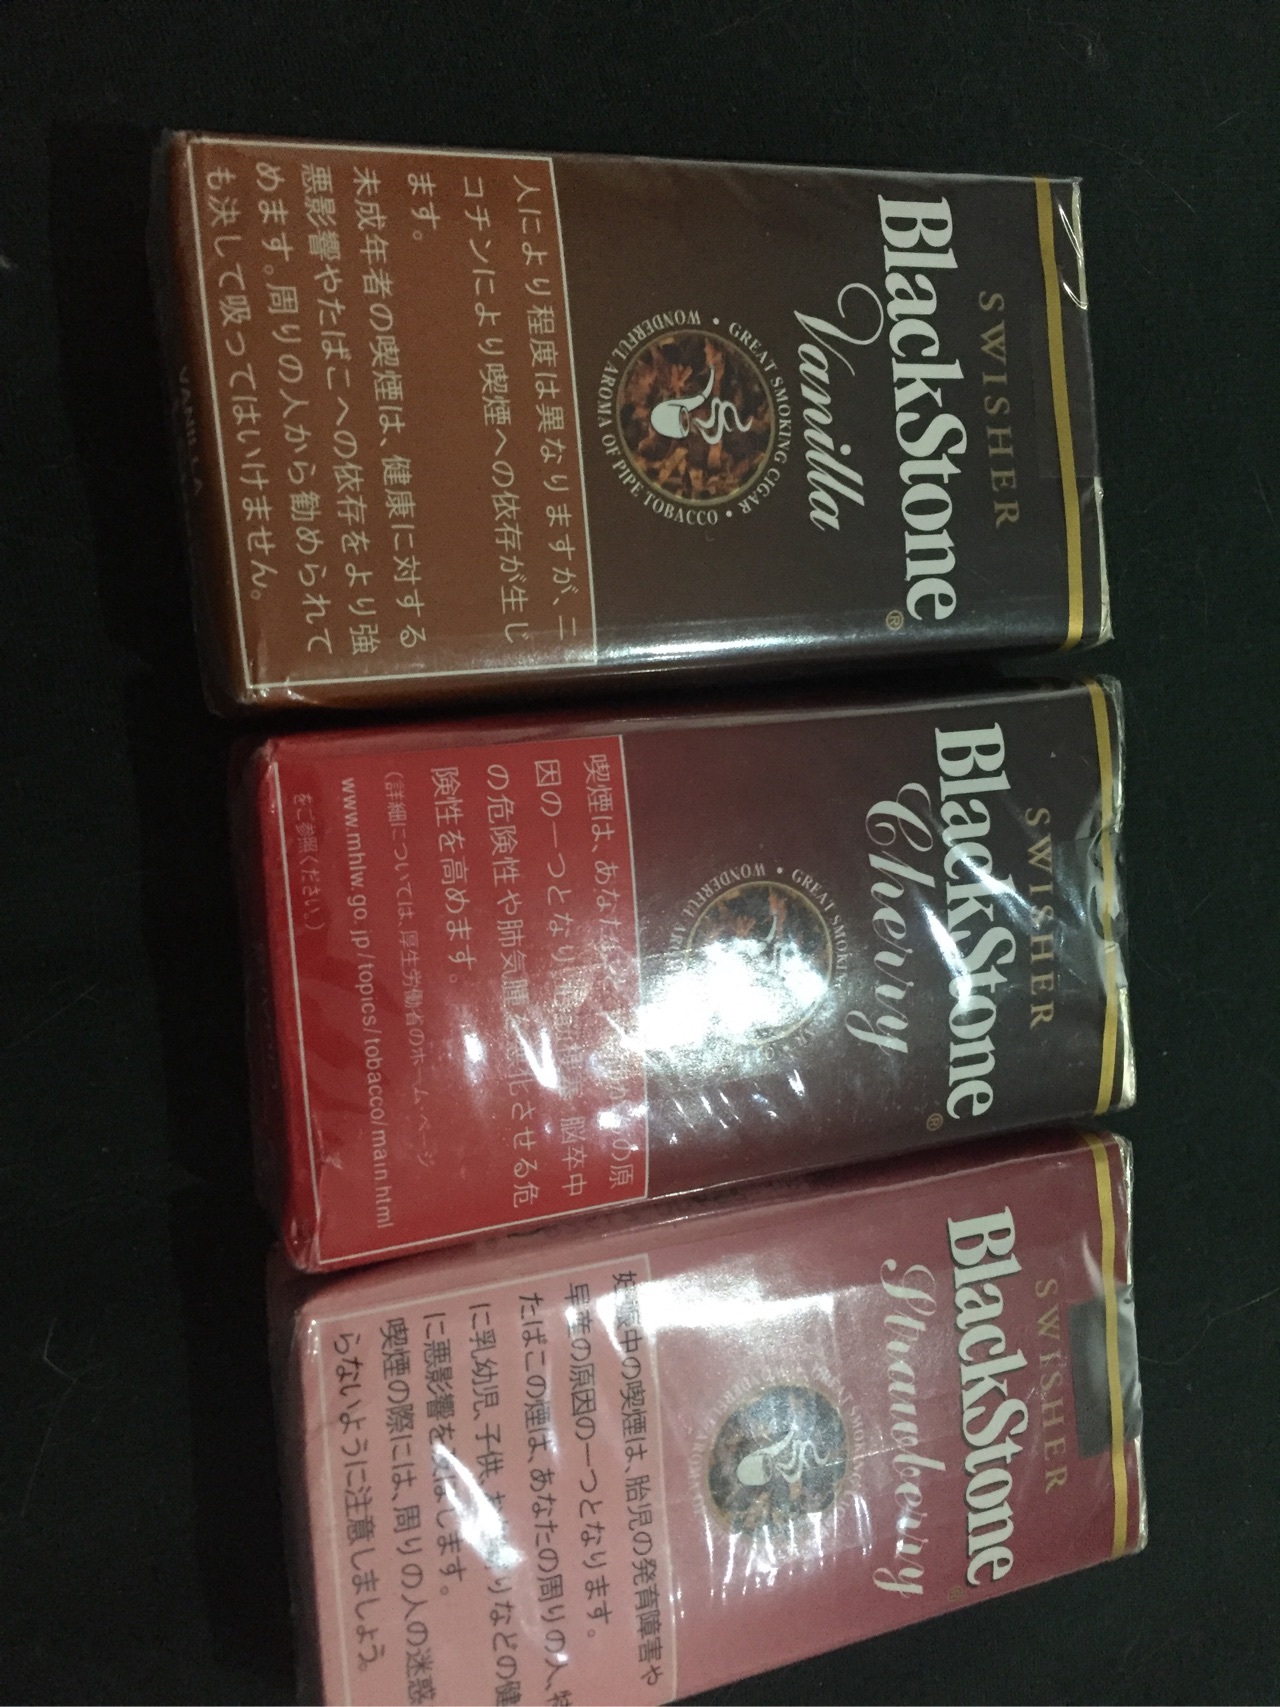 SWISHER
BlackStone®
Vanilla
• GREAT SMOKING CIGAR •
WONDERFUL AROMA OF PIPE TOBACCO
人により程度は異なりますが、ニ
コチンにより喫煙への依存が生じ
ます。
未成年者の喫煙は、健康に対する
悪影響やたばこへの依存をより強
めます。周りの人から勧められて
も決して吸ってはいけません。
VANILLA
SWISHER
BlackStone®
Cherry
• GREAT
WONDERFUL
喫煙は、あなた の原
因の一つとなり 脳卒中
の危険性や肺気腫 化させる危
険性を高めます。
(詳細については、厚生労働省のホーム・ページ
www.mhlw.go.jp/topics/tobacco/main.html
をご参照ください。)
SWISHER
BlackStone®
Strawberry
妊娠中の喫煙は、胎児の発育障害や
早産の原因の一つとなります。
たばこの煙は、あなたの周りの人、特
に乳幼児、子供、 などの健
に悪影響を します。
喫煙の際には、周りの人の迷惑
らないように注意しましょう。